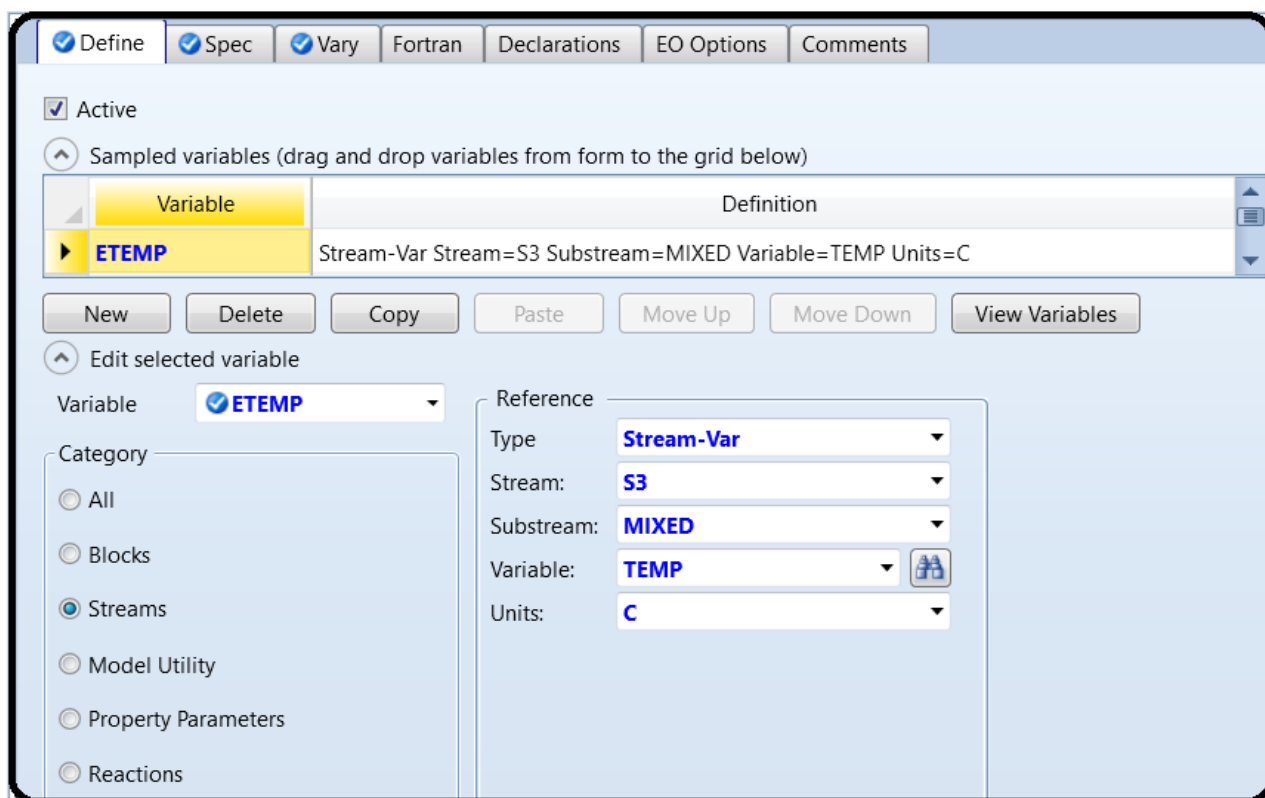 Define Spec Vary Fortran Declarations EO Options Comments
Active
Sampled variables (drag and drop variables from form to the grid below)
Variable Definition
ETEMP Stream-Var Stream=S3 Substream=MIXED Variable=TEMP Units=C
New Delete Copy Paste Move Up Move Down View Variables
Edit selected variable
Variable ETEMP
Reference
Type Stream-Var
Category
Stream: S3
All
Substream: MIXED
Blocks
Variable: TEMP
Streams
Units: C
Model Utility
Property Parameters
Reactions